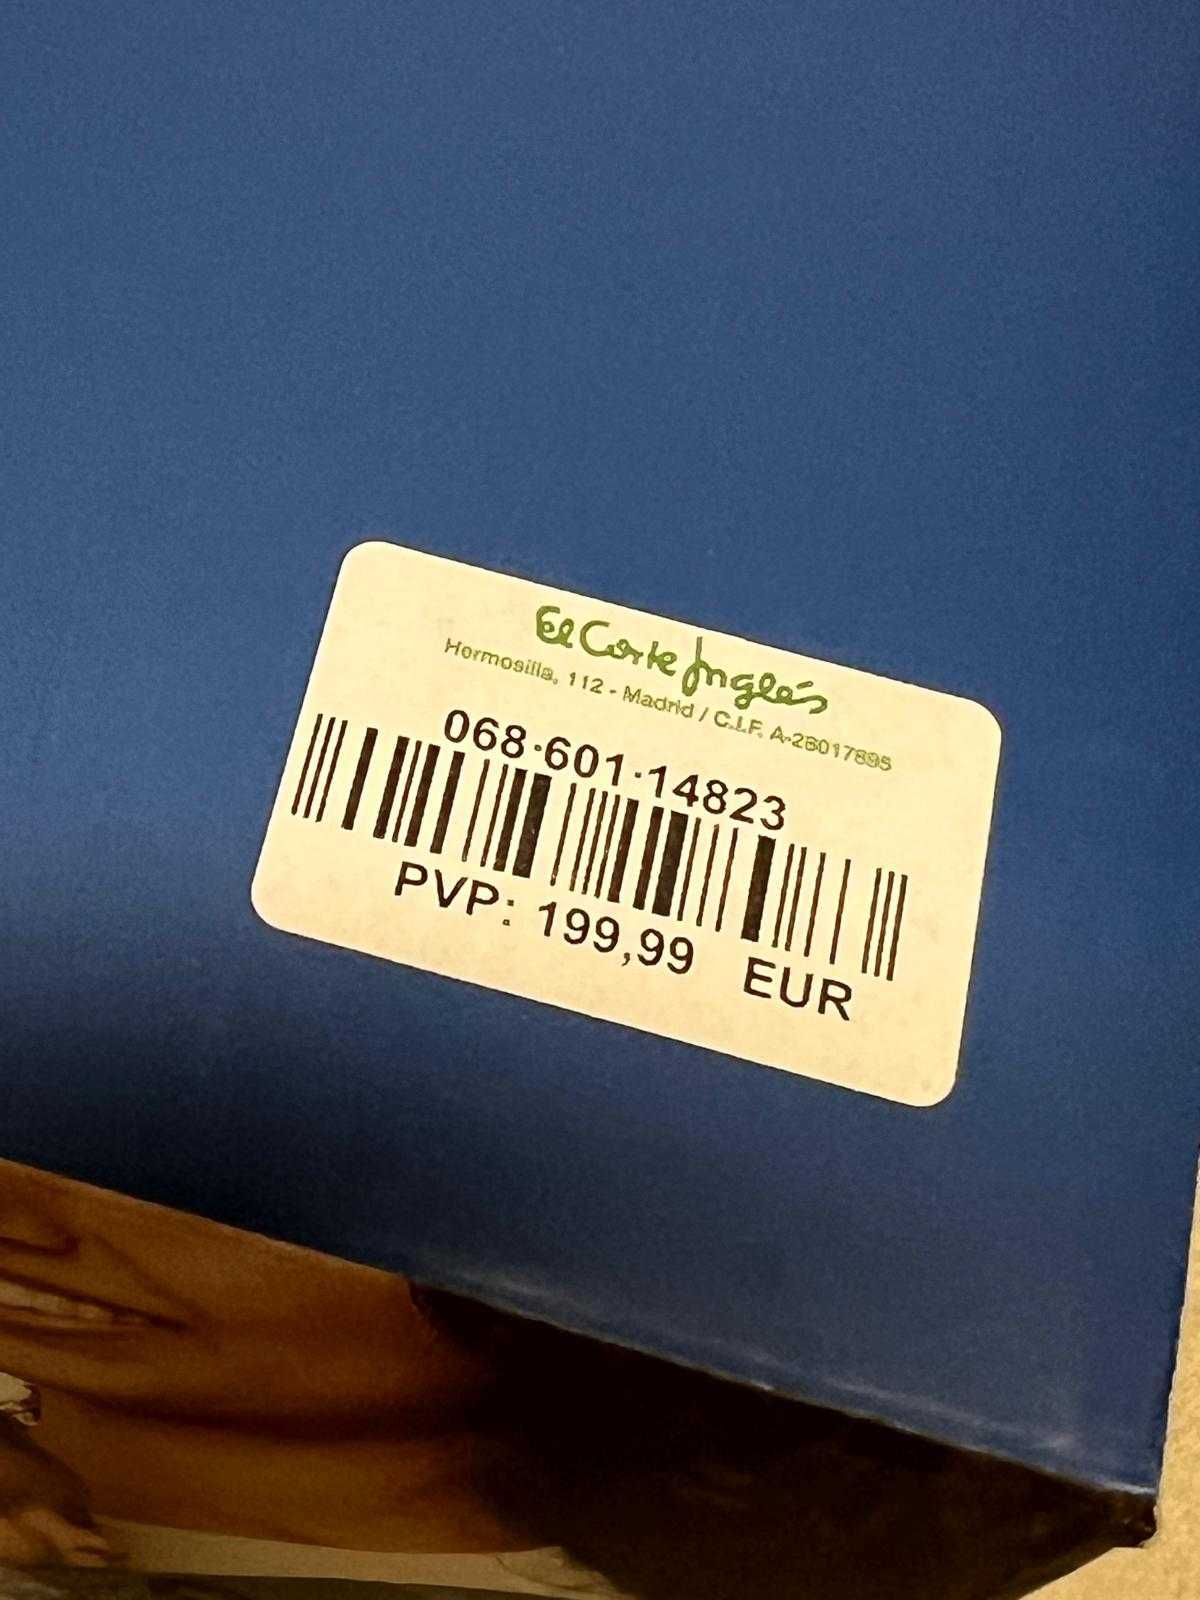 El Corte Inglés
Hermosilla, 112 - Madrid / C.I.F. A-28017895
068·601·14823
PVP: 199,99 EUR